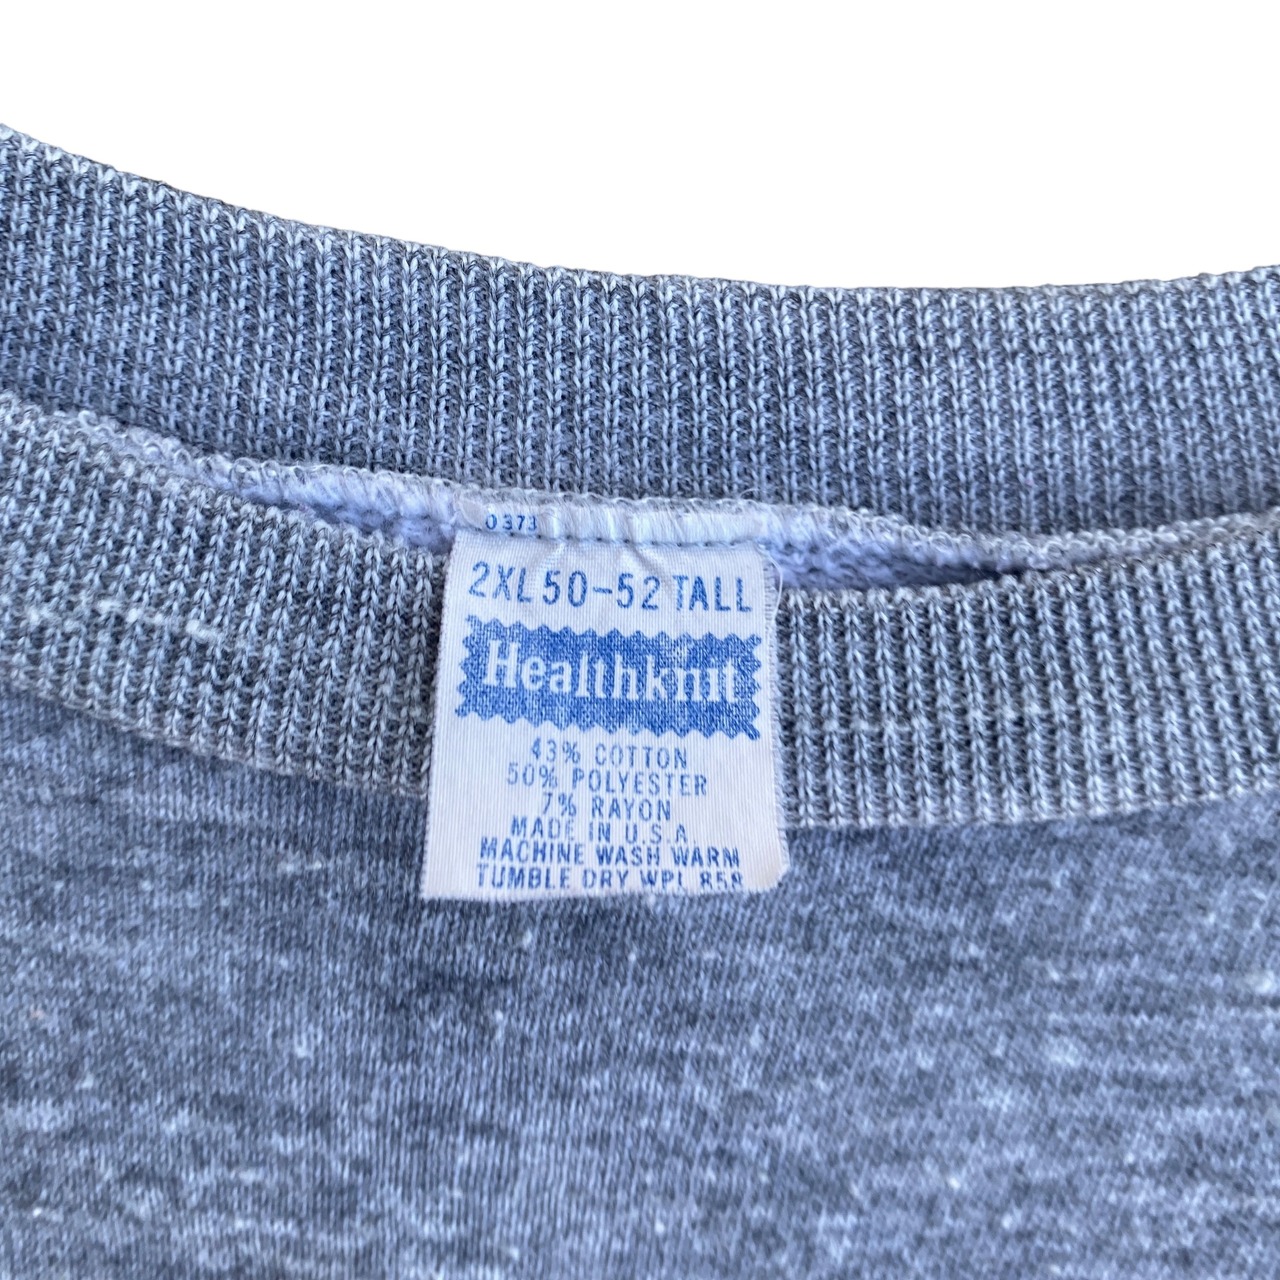 0373
2XL 50-52 TALL
Healthknit
43% COTTON
50% POLYESTER
7% RAYON
MADE IN U.S.A
MACHINE WASH WARM
TUMBLE DRY WPL 858